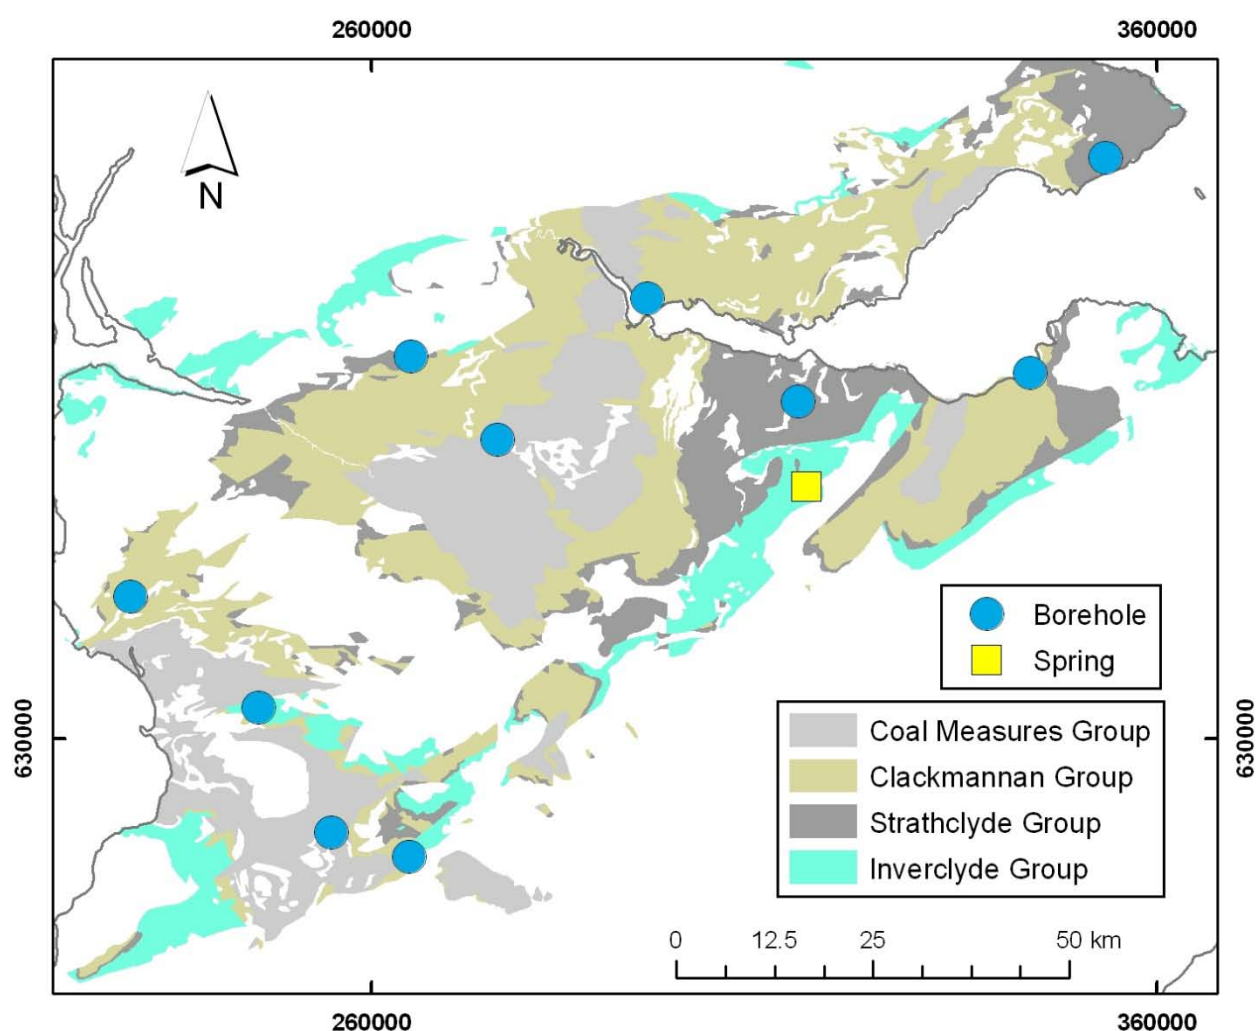 260000 360000
N
Borehole
Spring
630000 630000
Coal Measures Group
Clackmannan Group
Strathclyde Group
Inverclyde Group
0 12.5 25 50 km
260000 360000